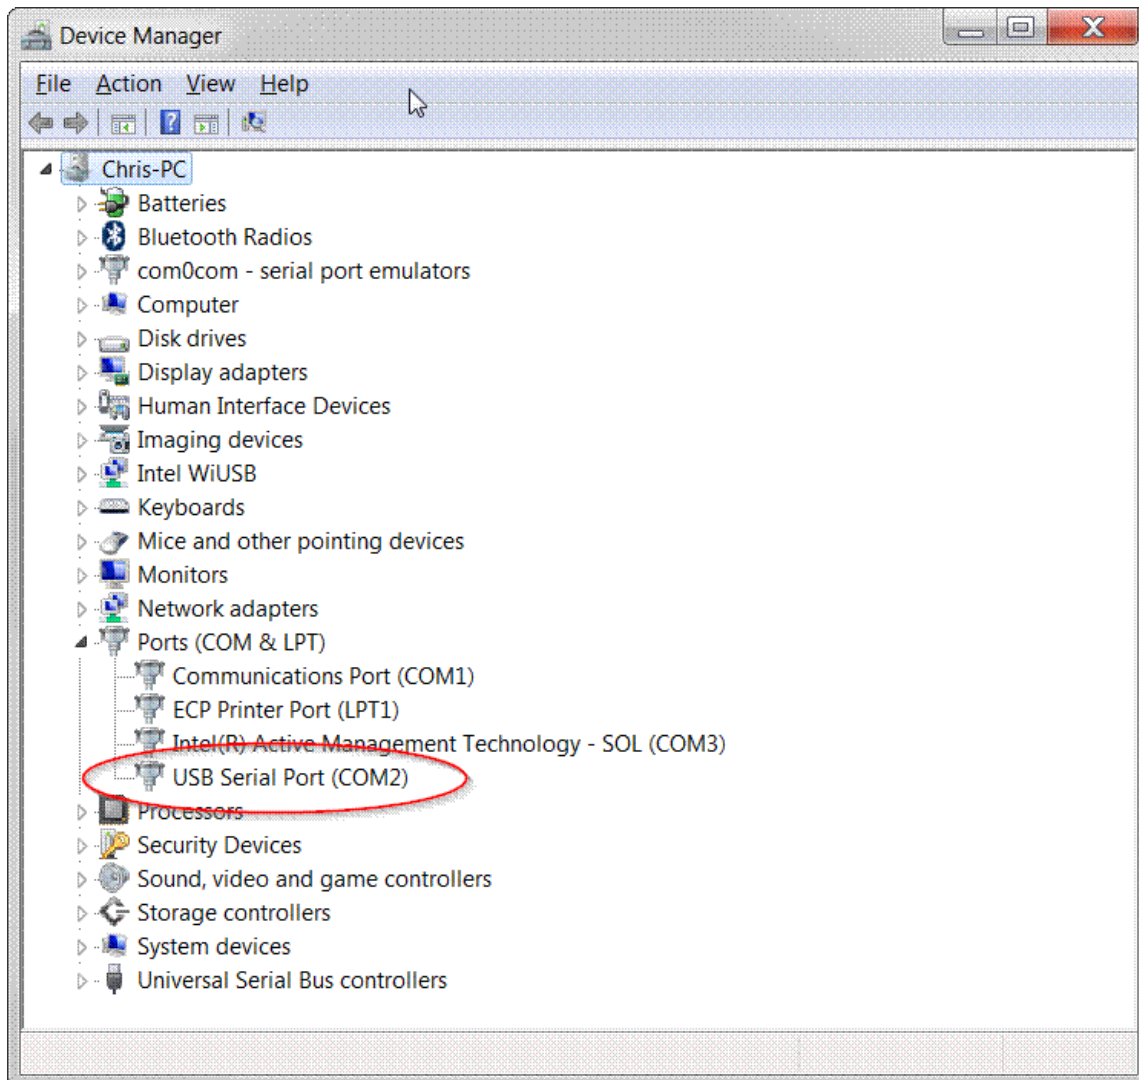 Device Manager
File Action View Help
Chris-PC
Batteries
Bluetooth Radios
com0com - serial port emulators
Computer
Disk drives
Display adapters
Human Interface Devices
Imaging devices
Intel WiUSB
Keyboards
Mice and other pointing devices
Monitors
Network adapters
Ports (COM & LPT)
Communications Port (COM1)
ECP Printer Port (LPT1)
Intel(R) Active Management Technology - SOL (COM3)
USB Serial Port (COM2)
Processors
Security Devices
Sound, video and game controllers
Storage controllers
System devices
Universal Serial Bus controllers